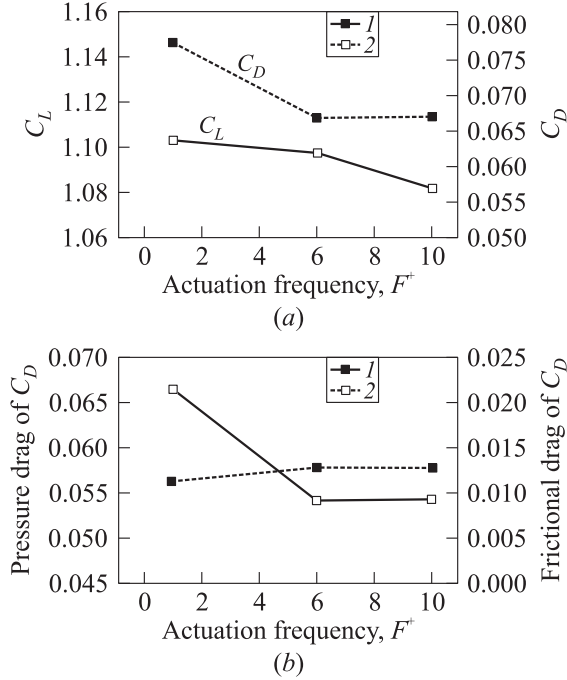 1.16
1.14
1.12
1.10
1.08
1.06
C_L
0.080
0.075
0.070
0.065
0.060
0.055
0.050
C_D
1
2
C_D
C_L
0 2 4 6 8 10
Actuation frequency, F⁺
(a)
0.070
0.065
0.060
0.055
0.050
0.045
Pressure drag of C_D
0.025
0.020
0.015
0.010
0.005
0.000
Frictional drag of C_D
1
2
0 2 4 6 8 10
Actuation frequency, F⁺
(b)